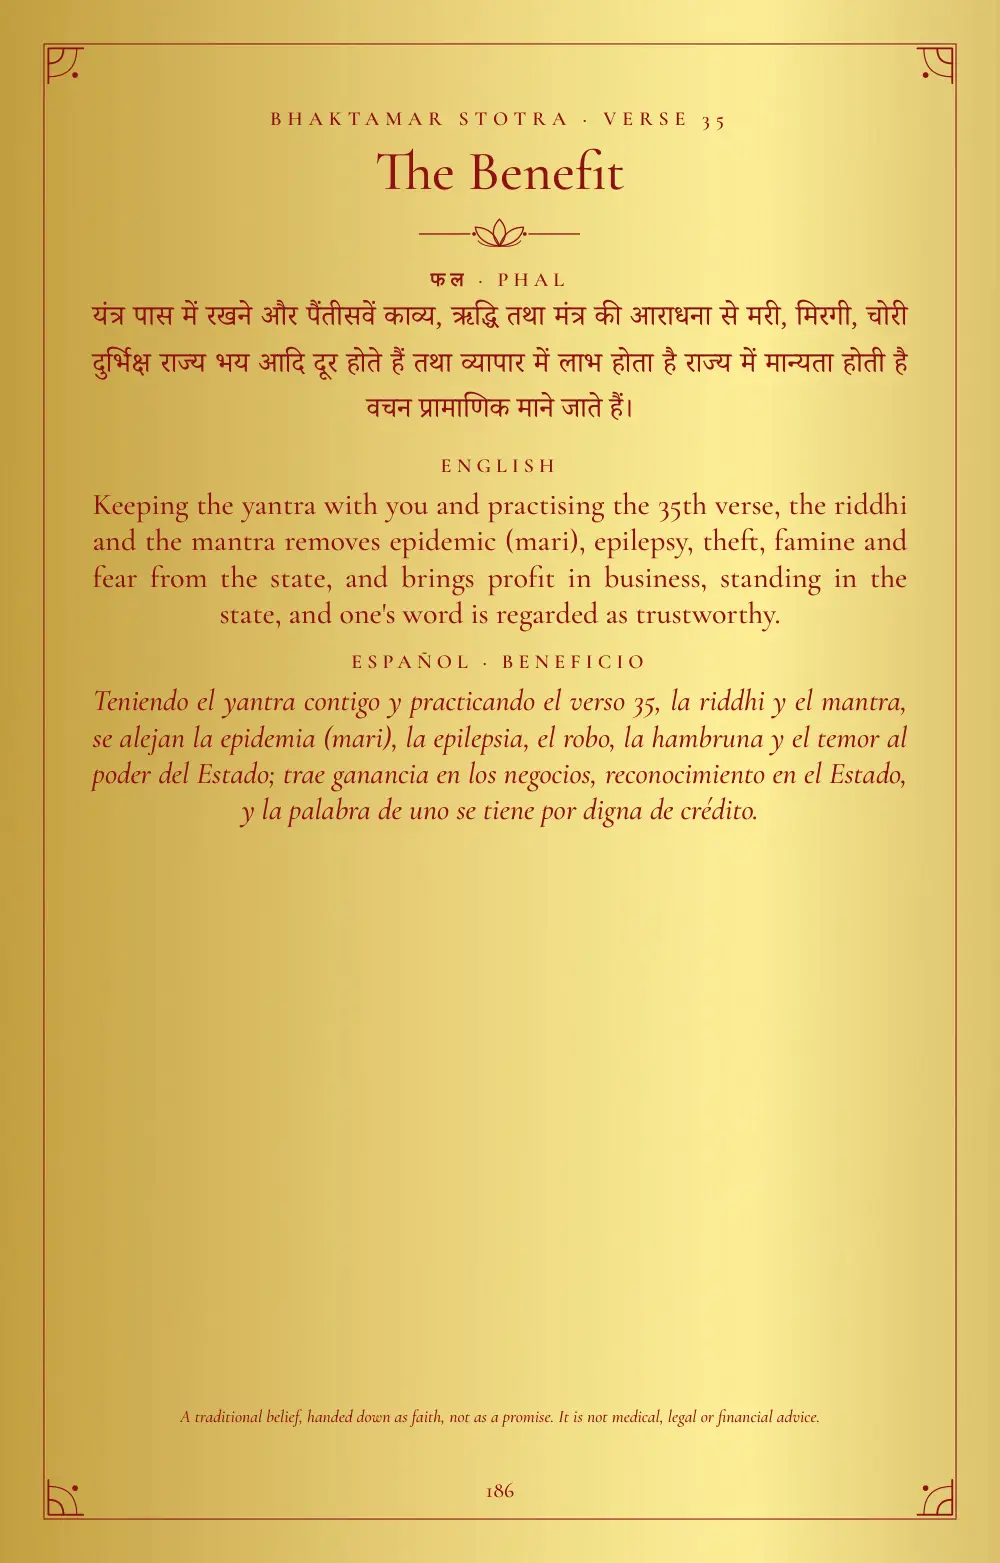 BHAKTAMAR STOTRA · VERSE 35
The Benefit
फल · PHAL
यंत्र पास में रखने और पैंतीसवें काव्य, ऋद्धि तथा मंत्र की आराधना से मरी, मिरगी, चोरी
दुर्भिक्ष राज्य भय आदि दूर होते हैं तथा व्यापार में लाभ होता है राज्य में मान्यता होती है
वचन प्रामाणिक माने जाते हैं।
ENGLISH
Keeping the yantra with you and practising the 35th verse, the riddhi
and the mantra removes epidemic (mari), epilepsy, theft, famine and
fear from the state, and brings profit in business, standing in the
state, and one's word is regarded as trustworthy.
ESPAÑOL · BENEFICIO
Teniendo el yantra contigo y practicando el verso 35, la riddhi y el mantra,
se alejan la epidemia (mari), la epilepsia, el robo, la hambruna y el temor al
poder del Estado; trae ganancia en los negocios, reconocimiento en el Estado,
y la palabra de uno se tiene por digna de crédito.
A traditional belief, handed down as faith, not as a promise. It is not medical, legal or financial advice.
186